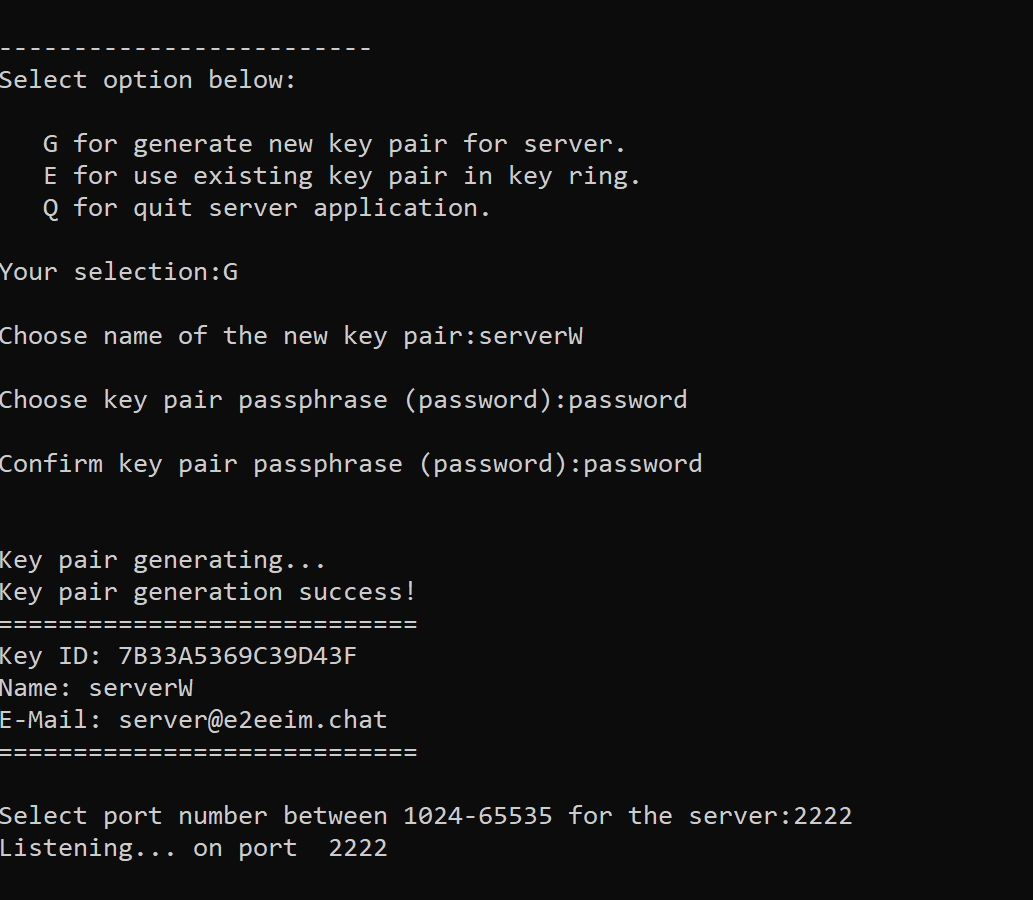 -------------------------
Select option below:
G for generate new key pair for server.
E for use existing key pair in key ring.
Q for quit server application.
Your selection:G
Choose name of the new key pair:serverW
Choose key pair passphrase (password):password
Confirm key pair passphrase (password):password
Key pair generating...
Key pair generation success!
============================
Key ID: 7B33A5369C39D43F
Name: serverW
E-Mail: server@e2eeim.chat
============================
Select port number between 1024-65535 for the server:2222
Listening... on port  2222